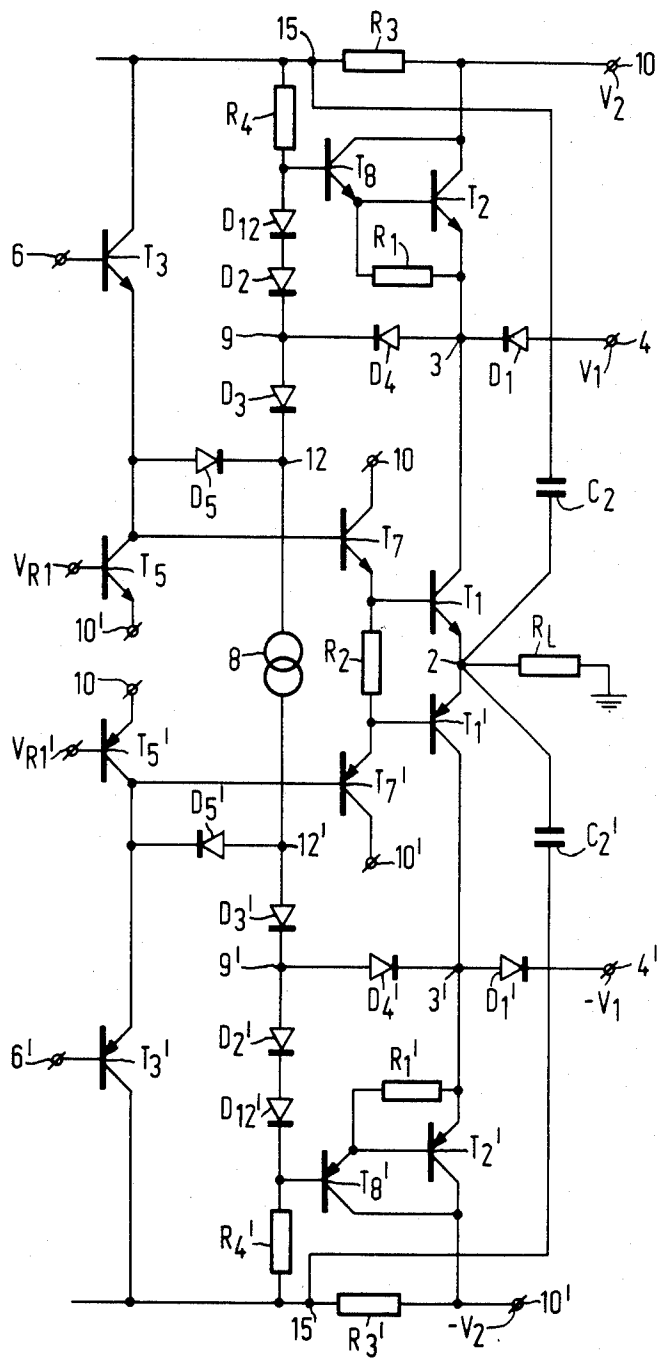 15 R3 10
V2
R4 T8
D12 T2
6 T3 R1
D2
9 D4 3 D1 V1 4
D3
12 10
D5 C2
VR1 T5 T7
10' T1
8 R2 2 RL
10
VR1' T5' T1'
T7'
D5' 12' 10' C2'
D3'
9' D4' 3' D1' 4'
-V1
D2'
6' T3' R1'
D12'
T8' T2'
R4'
15' R3' -V2 10'